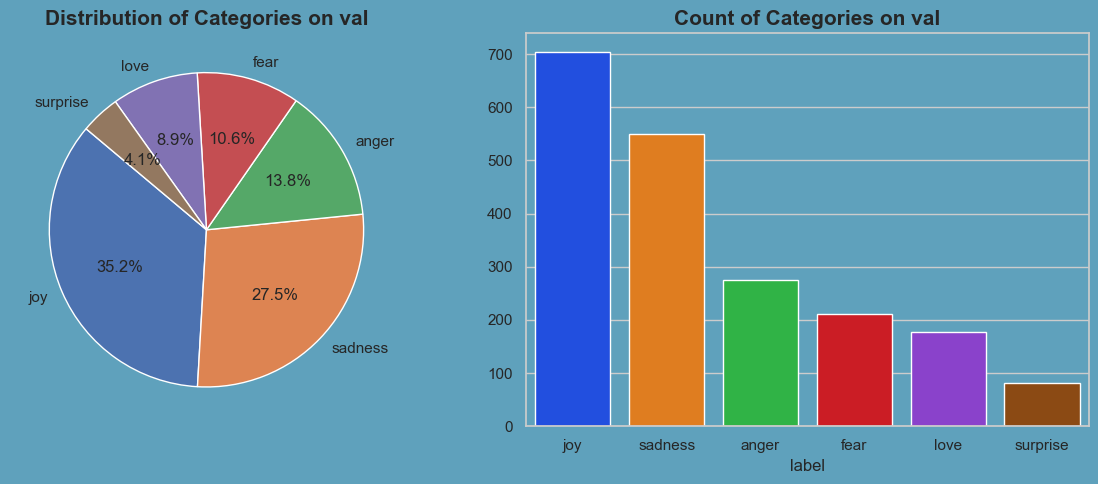 Distribution of Categories on val
love
fear
surprise
anger
8.9%
10.6%
4.1%
13.8%
35.2%
27.5%
joy
sadness
Count of Categories on val
700
600
500
400
300
200
100
0
joy sadness anger fear love surprise
label